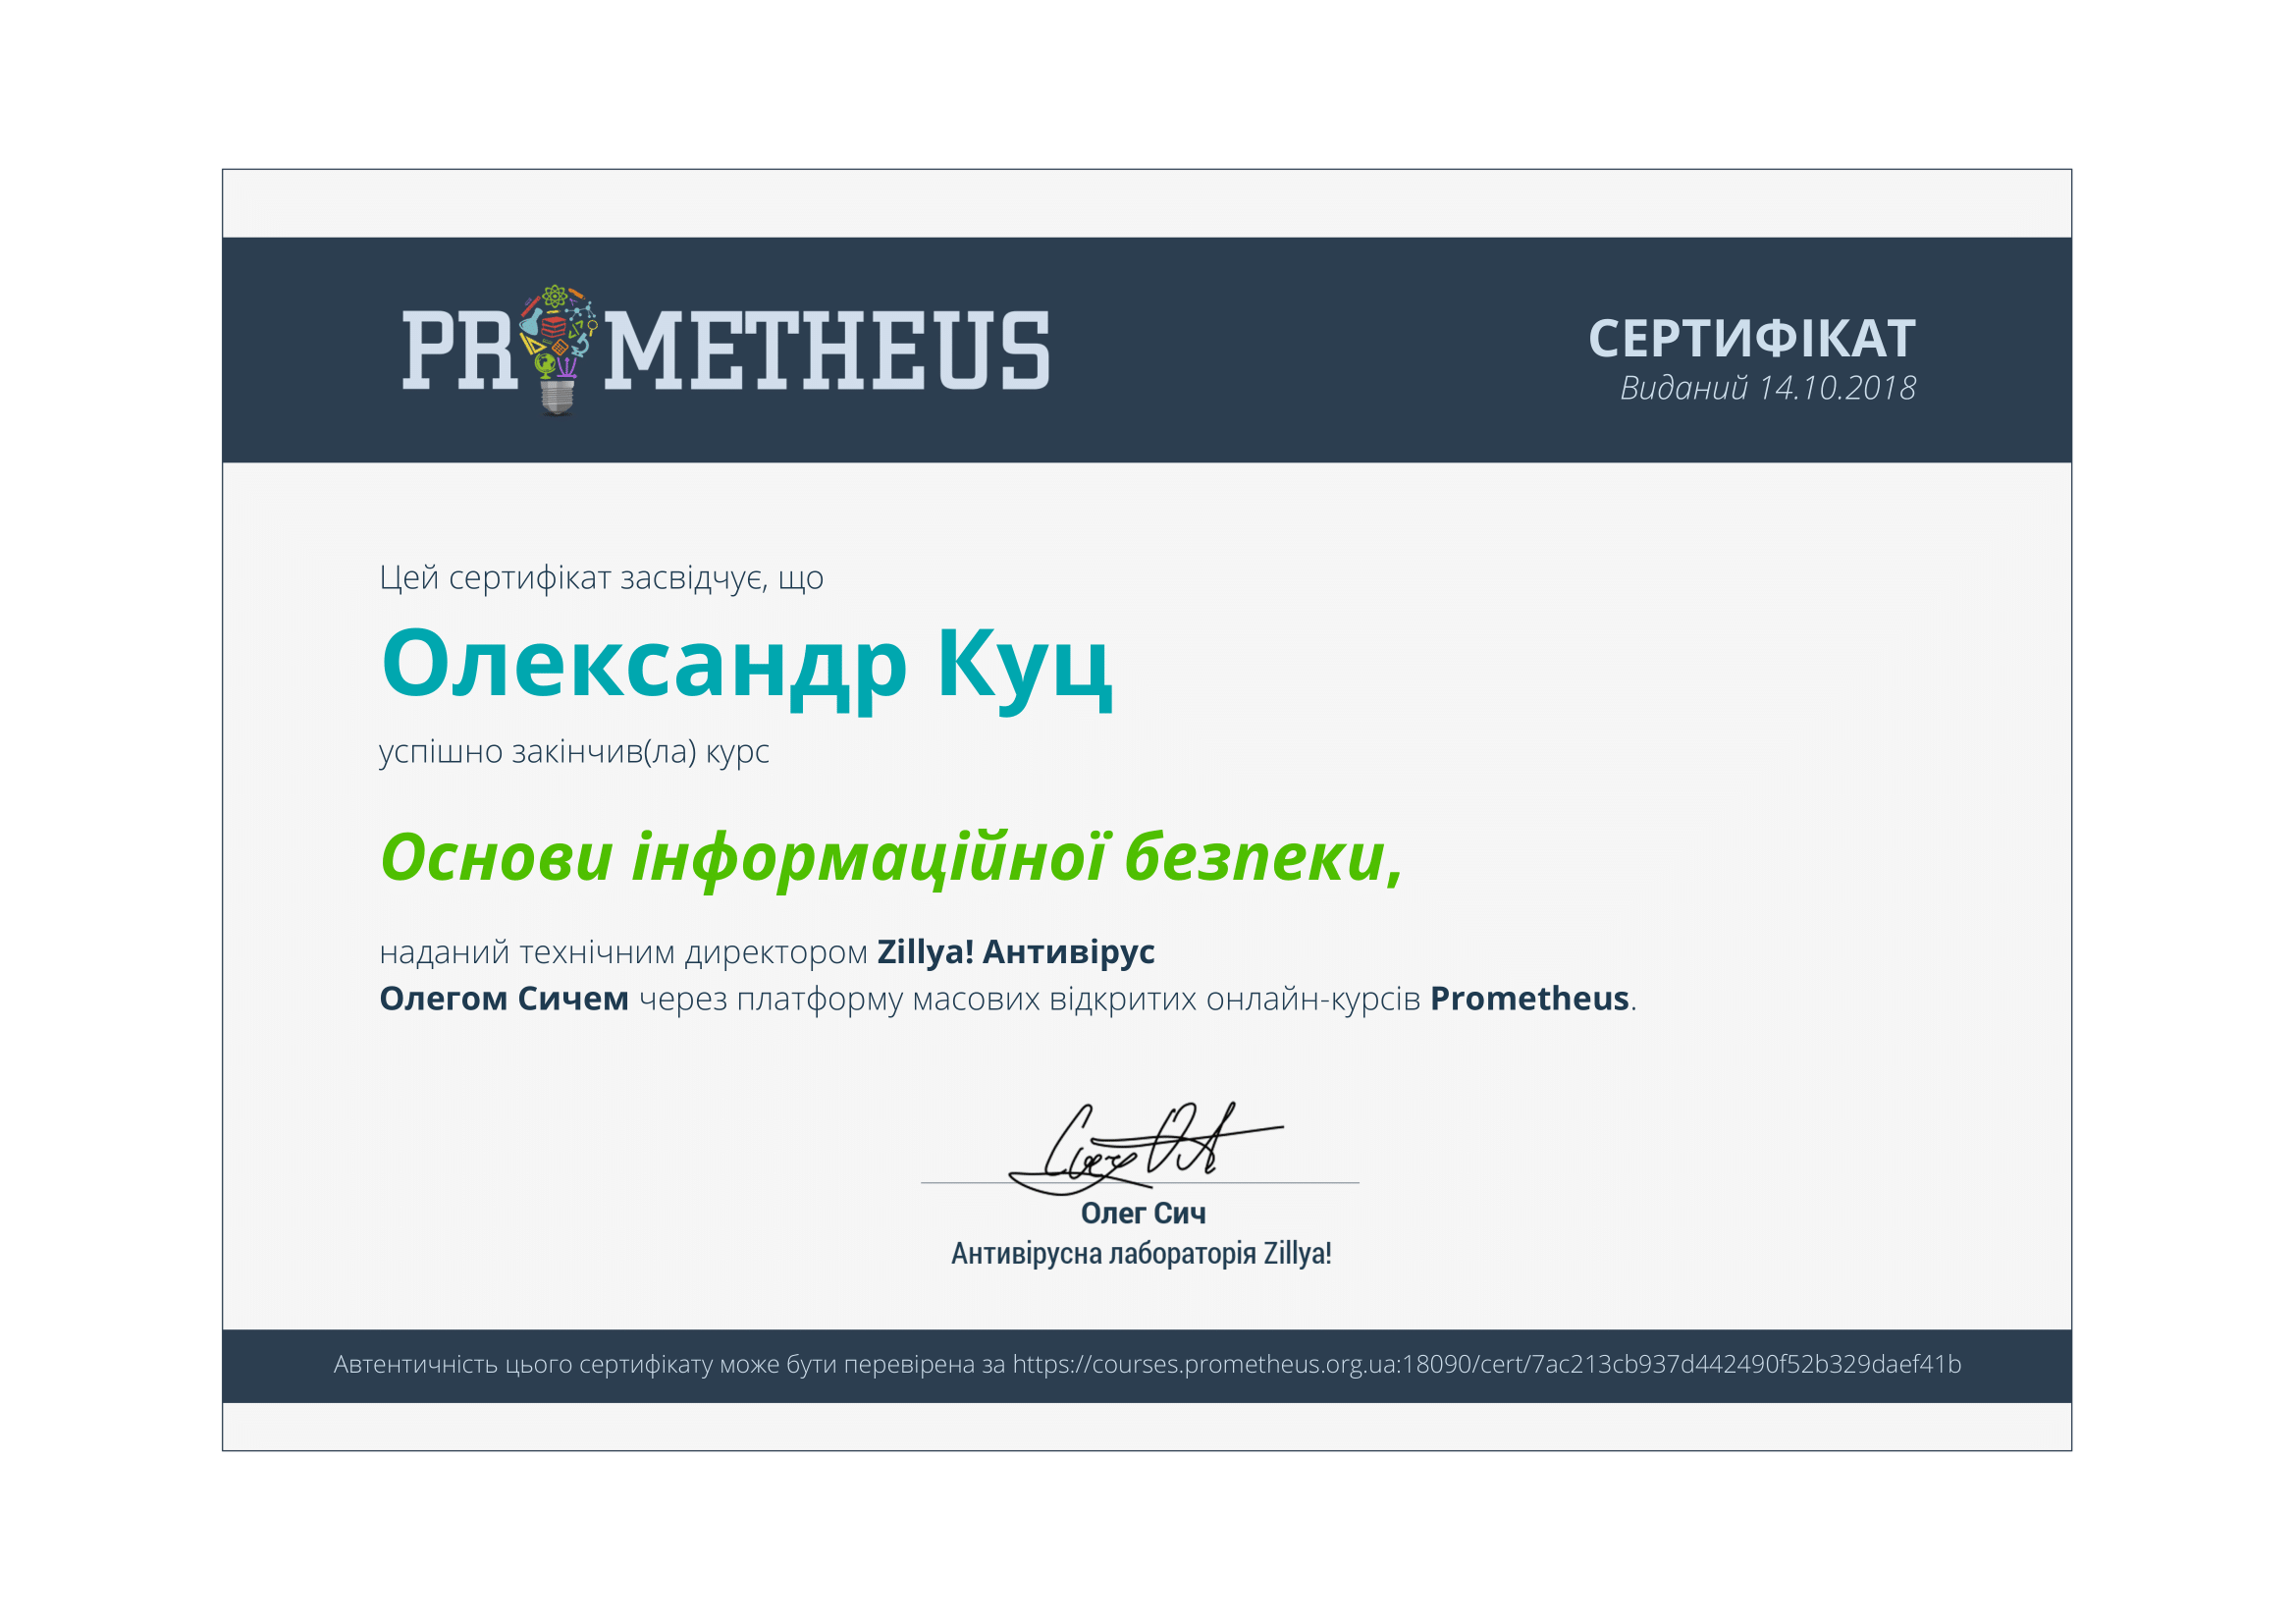 PROMETHEUS
СЕРТИФІКАТ
Виданий 14.10.2018
Цей сертифікат засвідчує, що
Олександр Куц
успішно закінчив(ла) курс
Основи інформаційної безпеки,
наданий технічним директором Zillya! Антивірус
Олегом Сичем через платформу масових відкритих онлайн-курсів Prometheus.
Олег Сич
Антивірусна лабораторія Zillya!
Автентичність цього сертифікату може бути перевірена за https://courses.prometheus.org.ua:18090/cert/7ac213cb937d442490f52b329daef41b